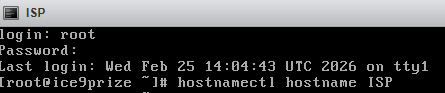 ISP
login: root
Password:
Last login: Wed Feb 25 14:04:43 UTC 2026 on tty1
[root@ice9prize ~]# hostnamectl hostname ISP